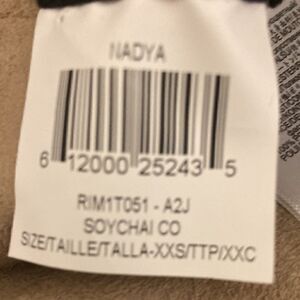 NADYA
6 12000 25243 5
RIM1T051 - A2J
SOYCHAI CO
SIZE/TAILLE/TALLA-XXS/TTP/XXC